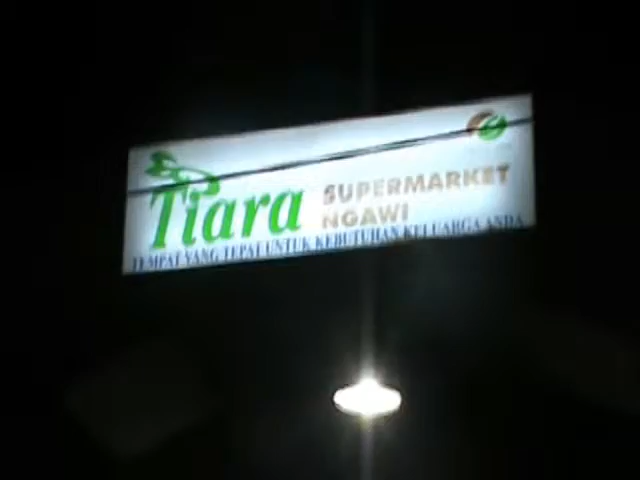 Tiara
SUPERMARKET
NGAWI
TEMPAT YANG TEPAT UNTUK KEBUTUHAN KELUARGA ANDA